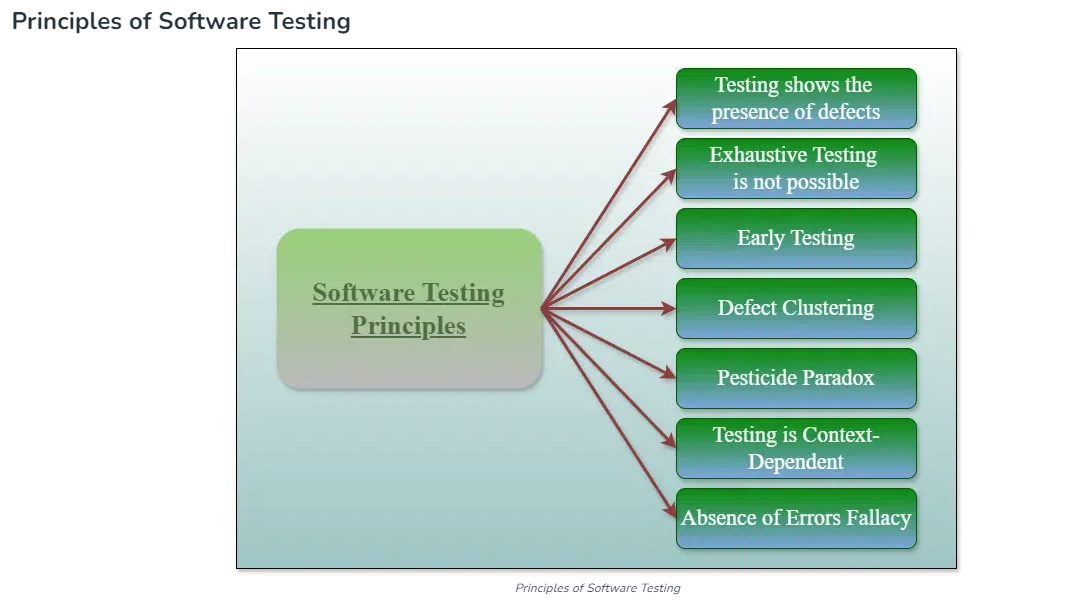 Principles of Software Testing
Software Testing
Principles
Testing shows the
presence of defects
Exhaustive Testing
is not possible
Early Testing
Defect Clustering
Pesticide Paradox
Testing is Context-
Dependent
Absence of Errors Fallacy
Principles of Software Testing